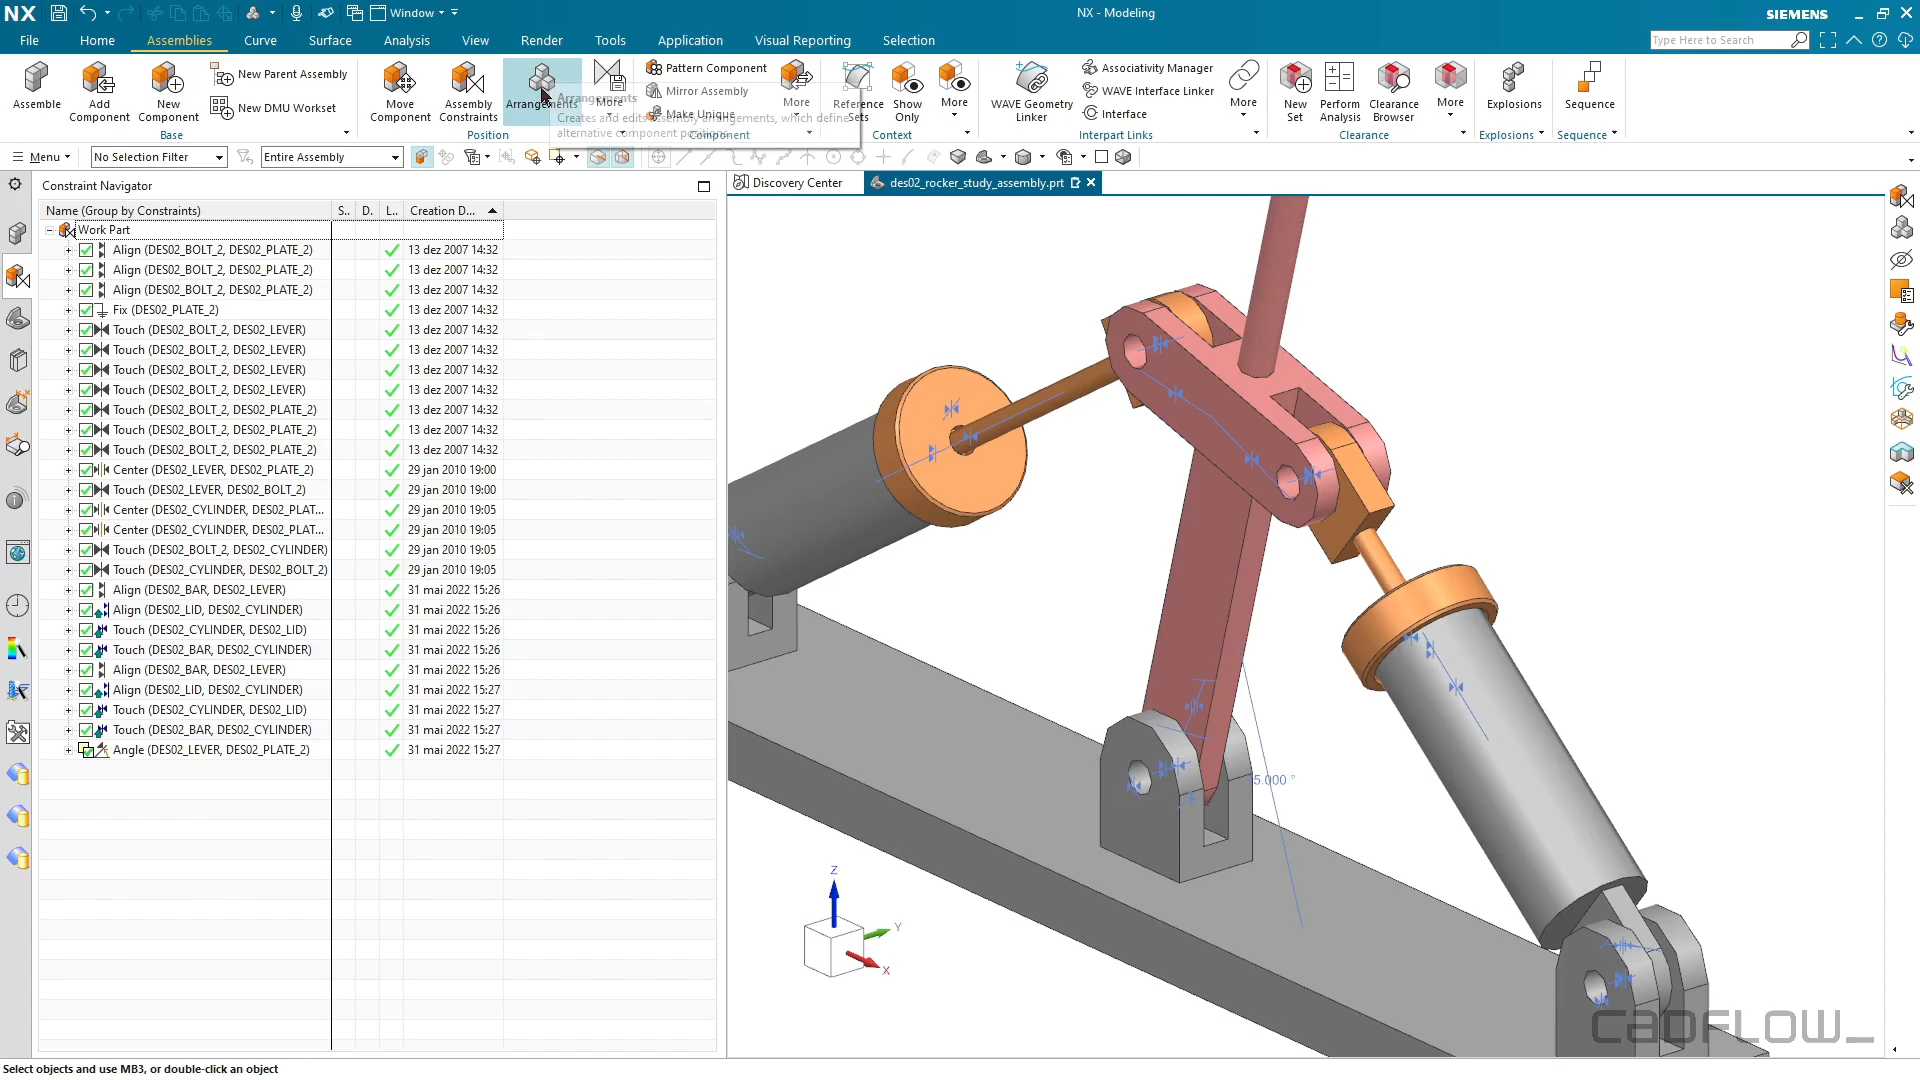 NX
Window
NX - Modeling
SIEMENS
File
Home
Assemblies
Curve
Surface
Analysis
View
Render
Tools
Application
Visual Reporting
Selection
Type Here to Search
Assemble
Add Component
New Component
New Parent Assembly
New DMU Workset
Base
Move Component
Assembly Constraints
Arrangements
More
Position
Arrangements
Creates and edits assembly arrangements, which define
alternative component positions.
Pattern Component
Mirror Assembly
Make Unique
More
Component
Reference Sets
Show Only
More
Context
WAVE Geometry Linker
Associativity Manager
WAVE Interface Linker
Interface
More
Interpart Links
New Set
Perform Analysis
Clearance Browser
More
Clearance
Explosions
Explosions
Sequence
Sequence
Menu
No Selection Filter
Entire Assembly
Constraint Navigator
Discovery Center
des02_rocker_study_assembly.prt
Name (Group by Constraints) S.. D. L.. Creation D...
Work Part
Align (DES02_BOLT_2, DES02_PLATE_2) 13 dez 2007 14:32
Align (DES02_BOLT_2, DES02_PLATE_2) 13 dez 2007 14:32
Align (DES02_BOLT_2, DES02_PLATE_2) 13 dez 2007 14:32
Fix (DES02_PLATE_2) 13 dez 2007 14:32
Touch (DES02_BOLT_2, DES02_LEVER) 13 dez 2007 14:32
Touch (DES02_BOLT_2, DES02_LEVER) 13 dez 2007 14:32
Touch (DES02_BOLT_2, DES02_LEVER) 13 dez 2007 14:32
Touch (DES02_BOLT_2, DES02_LEVER) 13 dez 2007 14:32
Touch (DES02_BOLT_2, DES02_PLATE_2) 13 dez 2007 14:32
Touch (DES02_BOLT_2, DES02_PLATE_2) 13 dez 2007 14:32
Touch (DES02_BOLT_2, DES02_PLATE_2) 13 dez 2007 14:32
Center (DES02_LEVER, DES02_PLATE_2) 29 jan 2010 19:00
Touch (DES02_LEVER, DES02_BOLT_2) 29 jan 2010 19:00
Center (DES02_CYLINDER, DES02_PLAT... 29 jan 2010 19:05
Center (DES02_CYLINDER, DES02_PLAT... 29 jan 2010 19:05
Touch (DES02_BOLT_2, DES02_CYLINDER) 29 jan 2010 19:05
Touch (DES02_CYLINDER, DES02_BOLT_2) 29 jan 2010 19:05
Align (DES02_BAR, DES02_LEVER) 31 mai 2022 15:26
Align (DES02_LID, DES02_CYLINDER) 31 mai 2022 15:26
Touch (DES02_CYLINDER, DES02_LID) 31 mai 2022 15:26
Touch (DES02_BAR, DES02_CYLINDER) 31 mai 2022 15:26
Align (DES02_BAR, DES02_LEVER) 31 mai 2022 15:26
Align (DES02_LID, DES02_CYLINDER) 31 mai 2022 15:27
Touch (DES02_CYLINDER, DES02_LID) 31 mai 2022 15:27
Touch (DES02_BAR, DES02_CYLINDER) 31 mai 2022 15:27
Angle (DES02_LEVER, DES02_PLATE_2) 31 mai 2022 15:27
5.000 °
Z
Y
X
CADFLOW_
Select objects and use MB3, or double-click an object